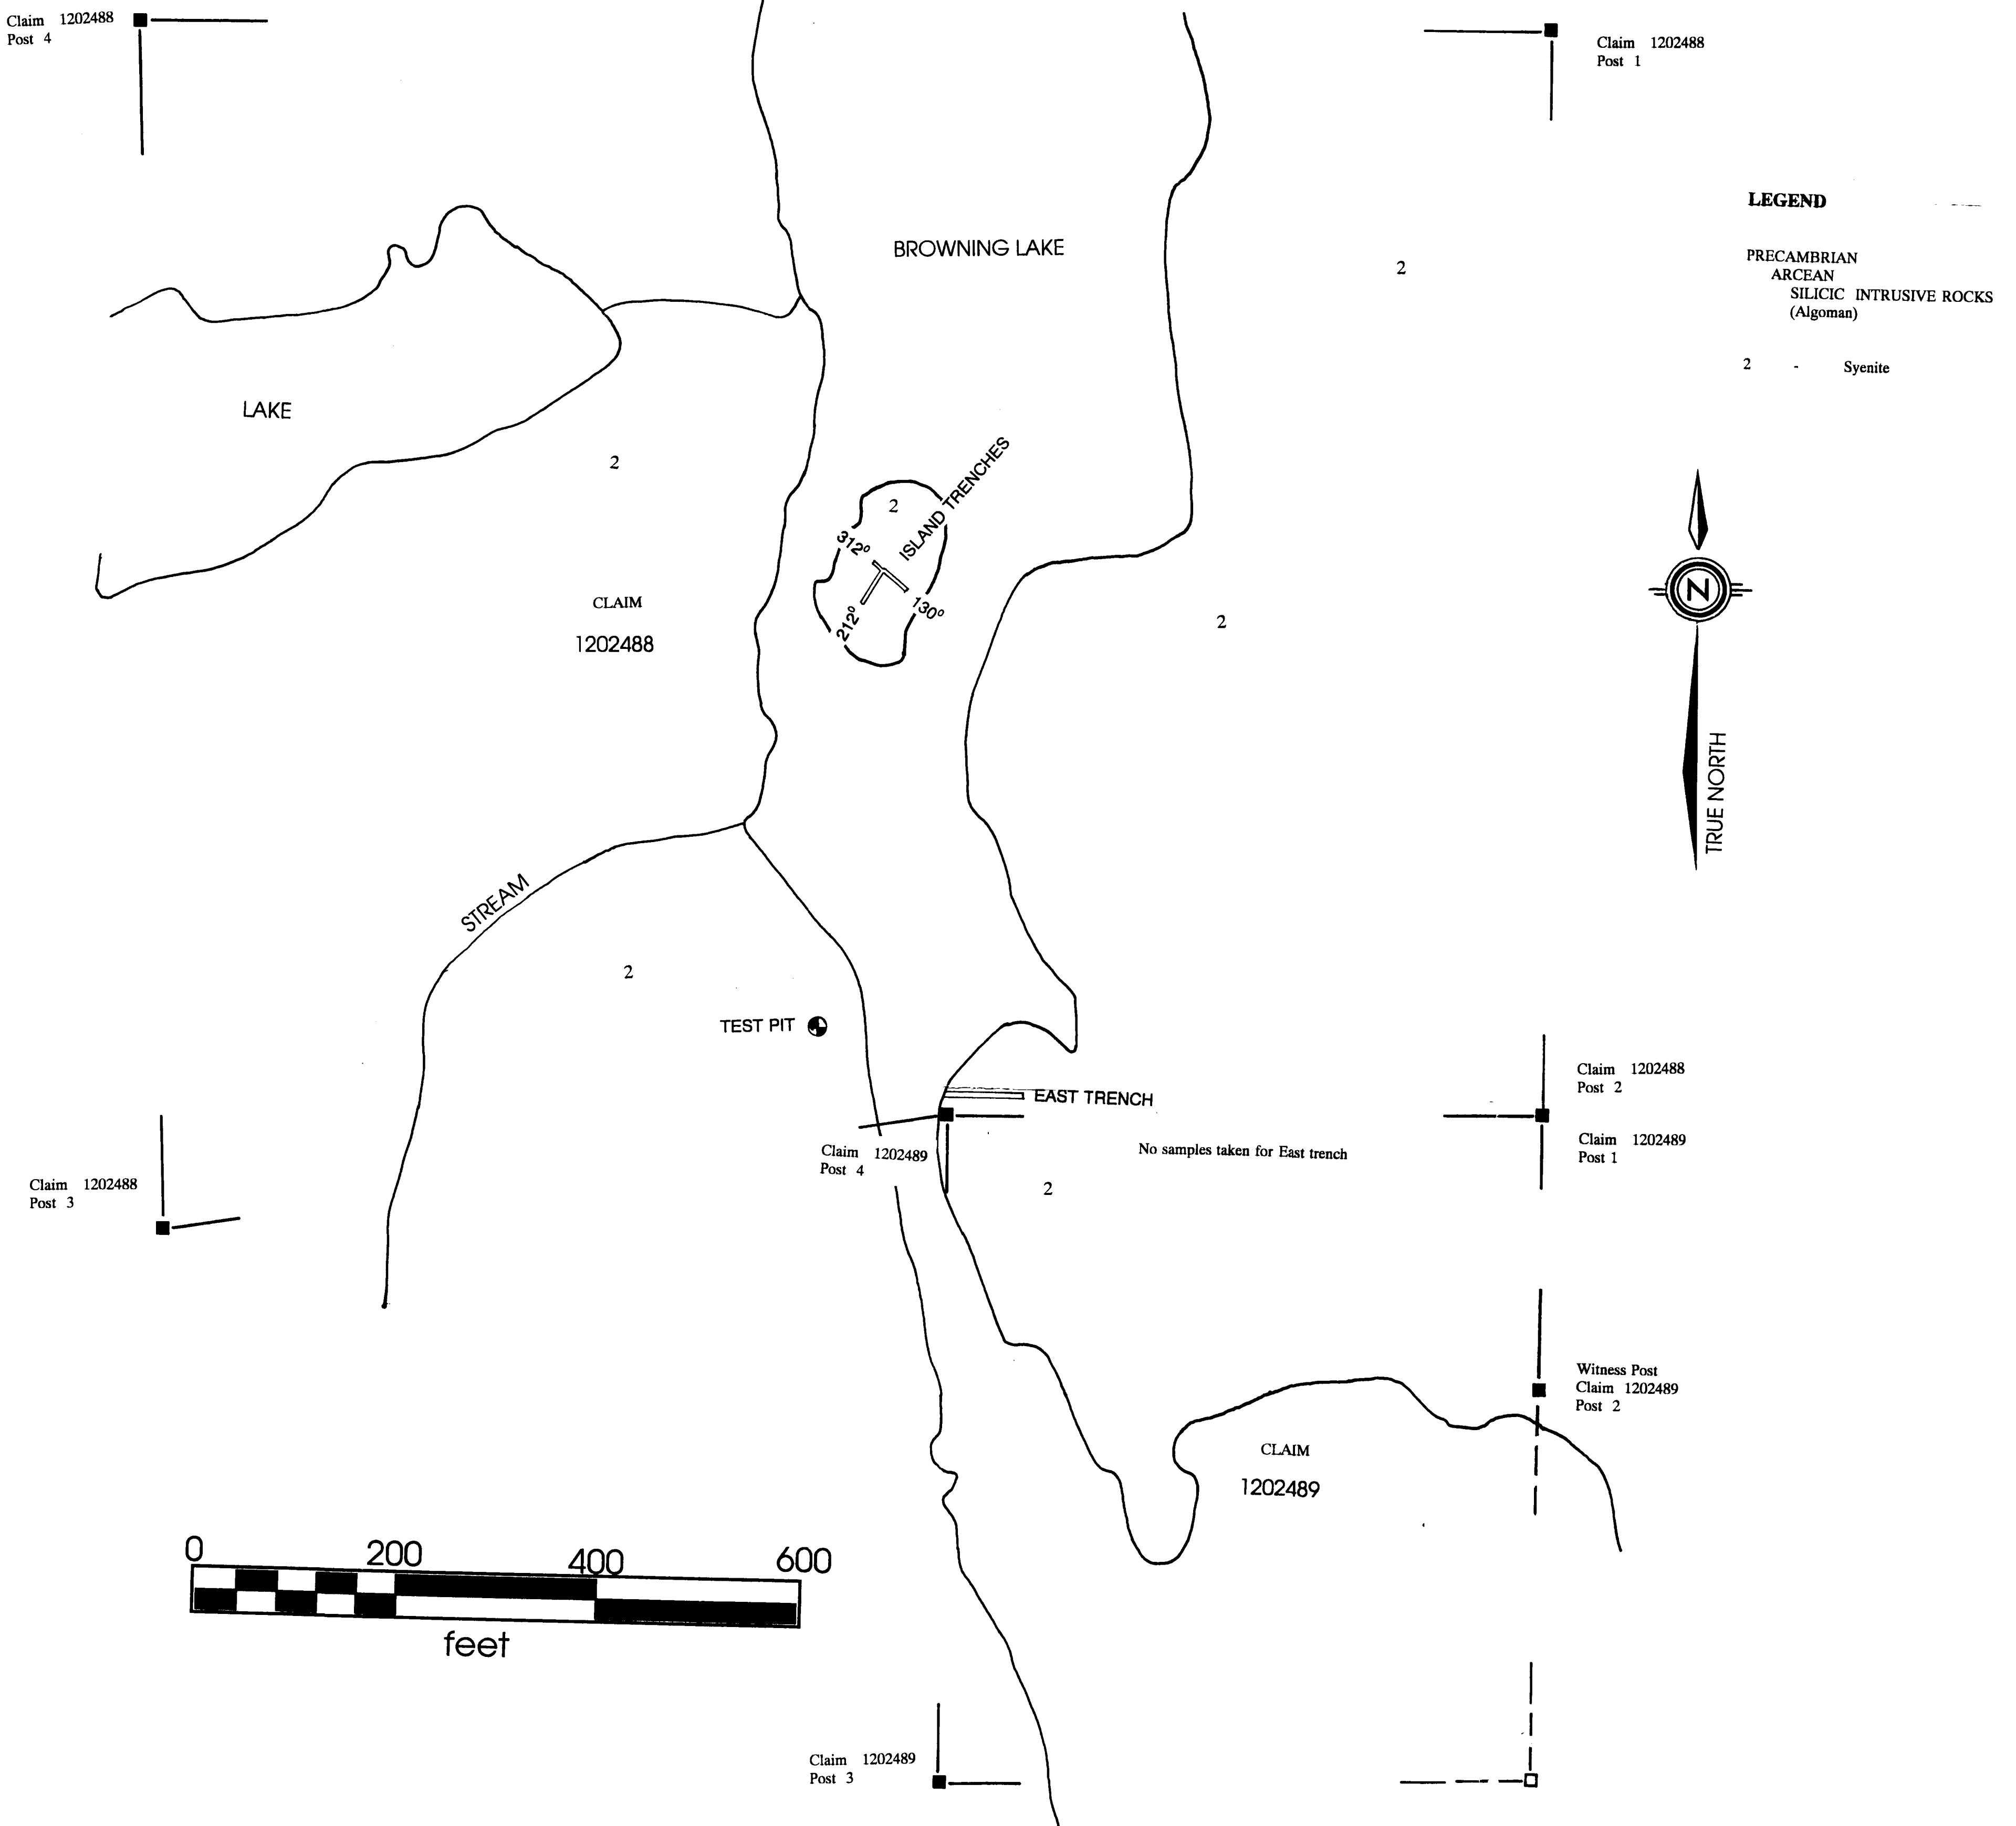 Claim 1202488
Post 4
Claim 1202488
Post 1
LEGEND
PRECAMBRIAN
ARCEAN
SILICIC INTRUSIVE ROCKS
(Algoman)
2 - Syenite
BROWNING LAKE
2
LAKE
2
ISLAND TRENCHES
2
312⁰
130⁰
212⁰
CLAIM
1202488
2
N
TRUE NORTH
STREAM
2
TEST PIT
EAST TRENCH
Claim 1202488
Post 2
Claim 1202489
Post 1
No samples taken for East trench
Claim 1202489
Post 4
2
Claim 1202488
Post 3
Witness Post
Claim 1202489
Post 2
CLAIM
1202489
0 200 400 600
feet
Claim 1202489
Post 3